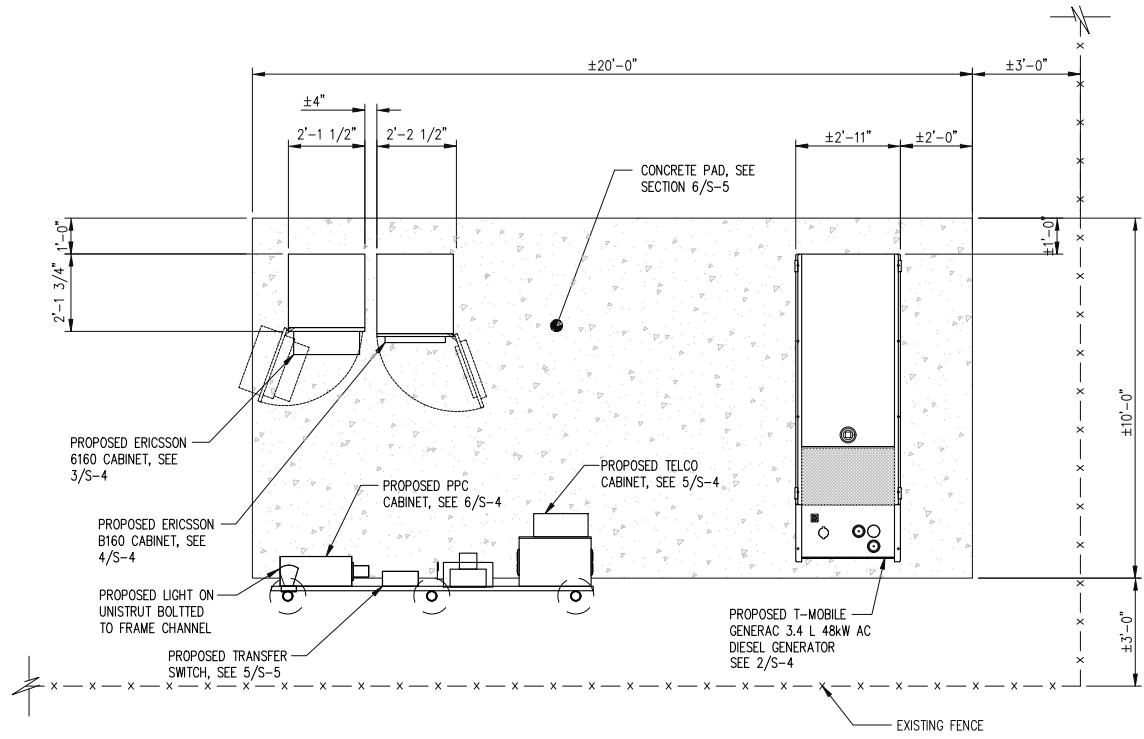 ±20'-0"
±3'-0"
±4"
2'-1 1/2"
2'-2 1/2"
±2'-11"
±2'-0"
CONCRETE PAD, SEE
SECTION 6/S-5
1'-0"
±1'-0"
2'-1 3/4"
±10'-0"
PROPOSED ERICSSON
6160 CABINET, SEE
3/S-4
PROPOSED PPC
CABINET, SEE 6/S-4
PROPOSED TELCO
CABINET, SEE 5/S-4
PROPOSED ERICSSON
B160 CABINET, SEE
4/S-4
PROPOSED LIGHT ON
UNISTRUT BOLTTED
TO FRAME CHANNEL
PROPOSED TRANSFER
SWITCH, SEE 5/S-5
PROPOSED T-MOBILE
GENERAC 3.4 L 48kW AC
DIESEL GENERATOR
SEE 2/S-4
±3'-0"
EXISTING FENCE